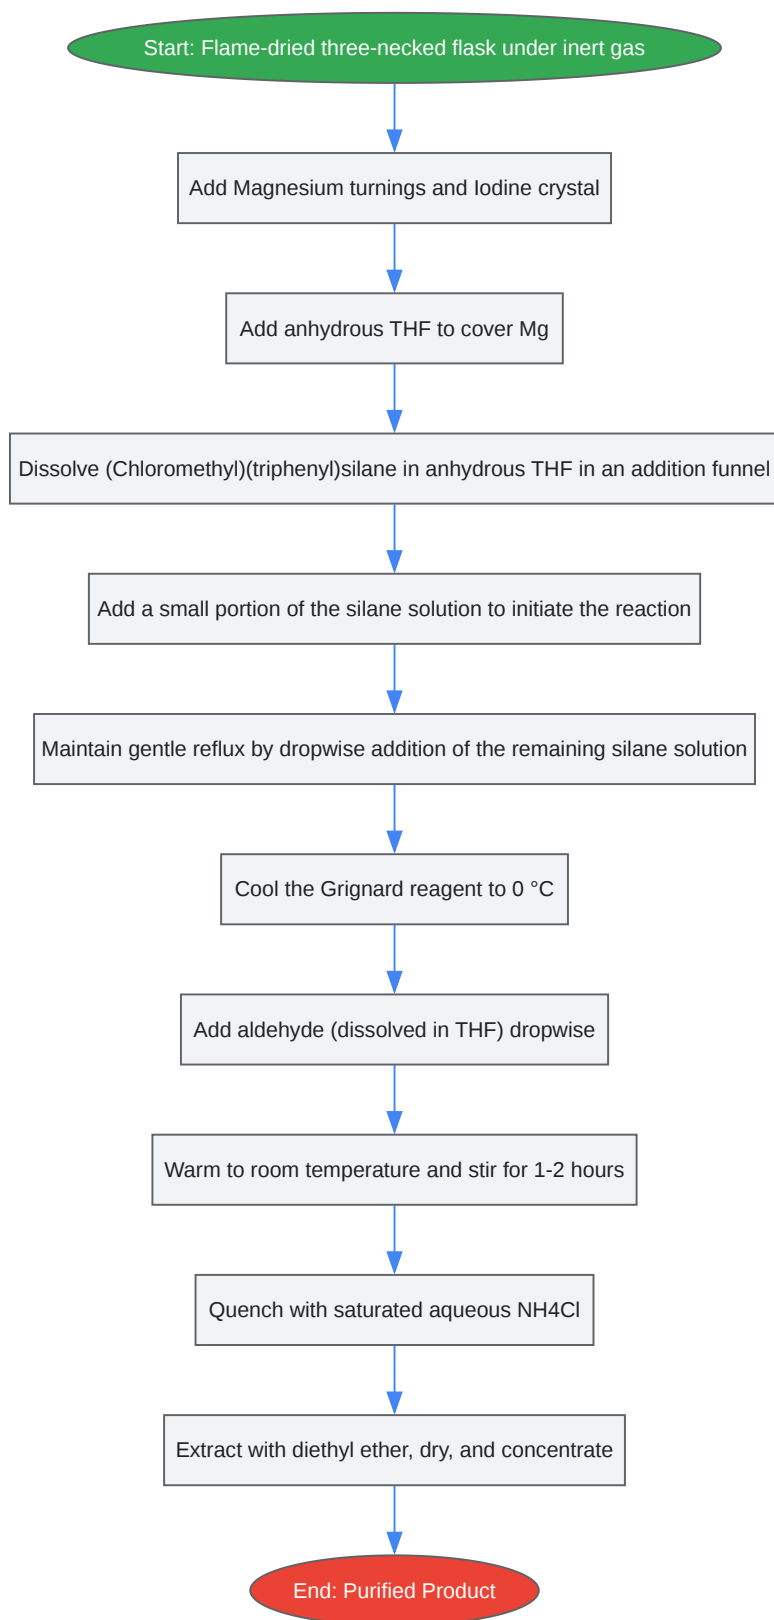 Start: Flame-dried three-necked flask under inert gas
Add Magnesium turnings and Iodine crystal
Add anhydrous THF to cover Mg
Dissolve (Chloromethyl)(triphenyl)silane in anhydrous THF in an addition funnel
Add a small portion of the silane solution to initiate the reaction
Maintain gentle reflux by dropwise addition of the remaining silane solution
Cool the Grignard reagent to 0 °C
Add aldehyde (dissolved in THF) dropwise
Warm to room temperature and stir for 1-2 hours
Quench with saturated aqueous NH4Cl
Extract with diethyl ether, dry, and concentrate
End: Purified Product